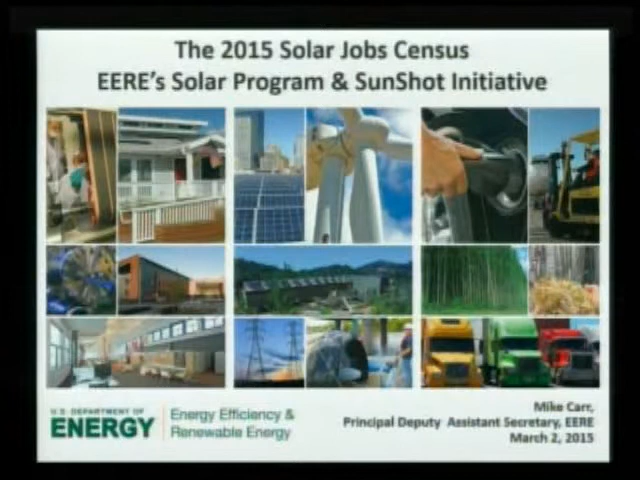 The 2015 Solar Jobs Census
EERE's Solar Program & SunShot Initiative
U.S. DEPARTMENT OF
ENERGY
Energy Efficiency &
Renewable Energy
Mike Carr,
Principal Deputy Assistant Secretary, EERE
March 2, 2015